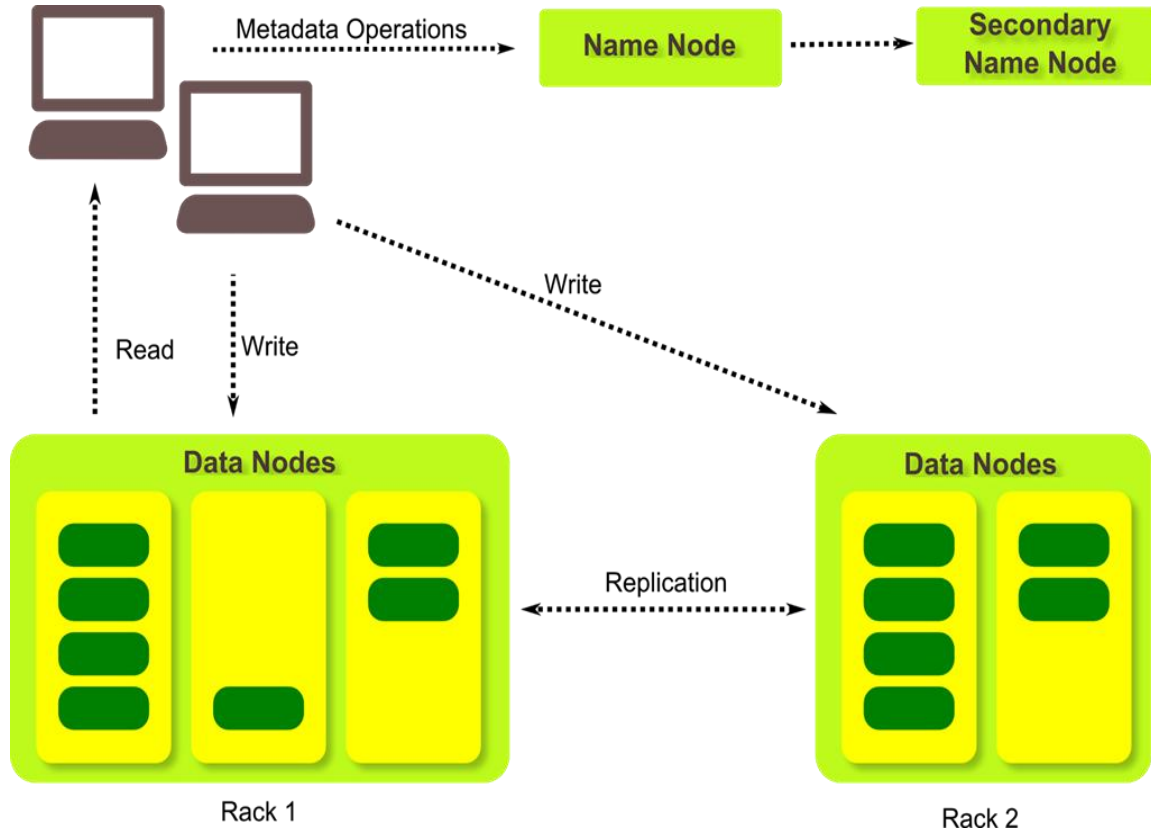 Metadata Operations
Name Node
Secondary
Name Node
Write
Read
Write
Data Nodes
Data Nodes
Replication
Rack 1
Rack 2